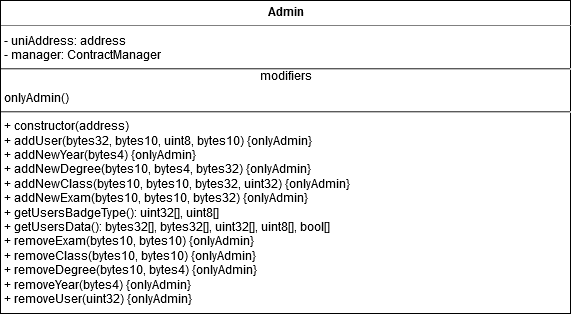 Admin
- uniAddress: address
- manager: ContractManager
modifiers
onlyAdmin()
+ constructor(address)
+ addUser(bytes32, bytes10, uint8, bytes10) {onlyAdmin}
+ addNewYear(bytes4) {onlyAdmin}
+ addNewDegree(bytes10, bytes4, bytes32) {onlyAdmin}
+ addNewClass(bytes10, bytes10, bytes32, uint32) {onlyAdmin}
+ addNewExam(bytes10, bytes10, bytes32) {onlyAdmin}
+ getUsersBadgeType(): uint32[], uint8[]
+ getUsersData(): bytes32[], bytes32[], uint32[], uint8[], bool[]
+ removeExam(bytes10, bytes10) {onlyAdmin}
+ removeClass(bytes10, bytes10) {onlyAdmin}
+ removeDegree(bytes10, bytes4) {onlyAdmin}
+ removeYear(bytes4) {onlyAdmin}
+ removeUser(uint32) {onlyAdmin}